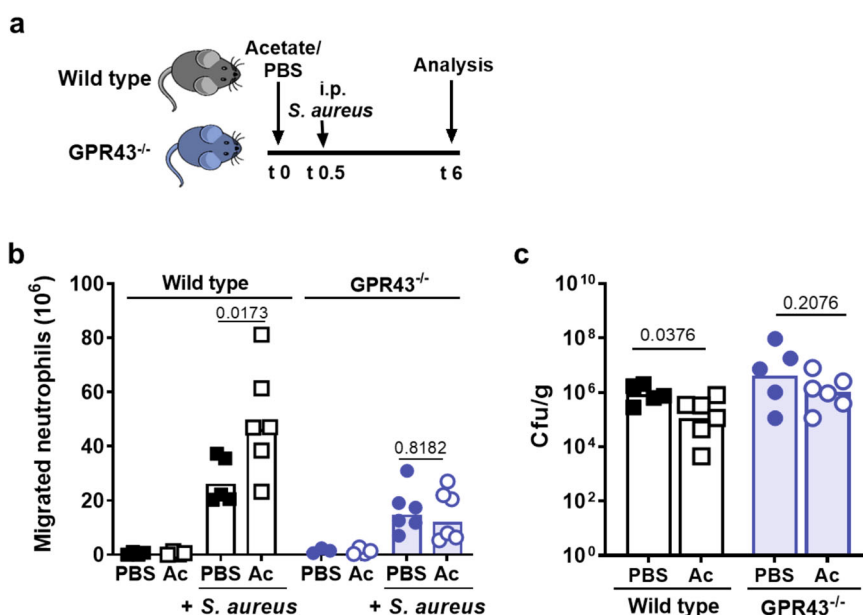 a
Wild type
GPR43-/-
Acetate/
PBS
i.p.
S. aureus
Analysis
t 0
t 0.5
t 6
b
Migrated neutrophils (10⁶)
100
80
60
40
20
0
Wild type
GPR43-/-
0.0173
0.8182
PBS Ac PBS Ac PBS Ac PBS Ac
+ S. aureus + S. aureus
c
Cfu/g
10¹⁰
10⁸
10⁶
10⁴
10²
10⁰
0.0376
0.2076
PBS Ac PBS Ac
Wild type GPR43-/-